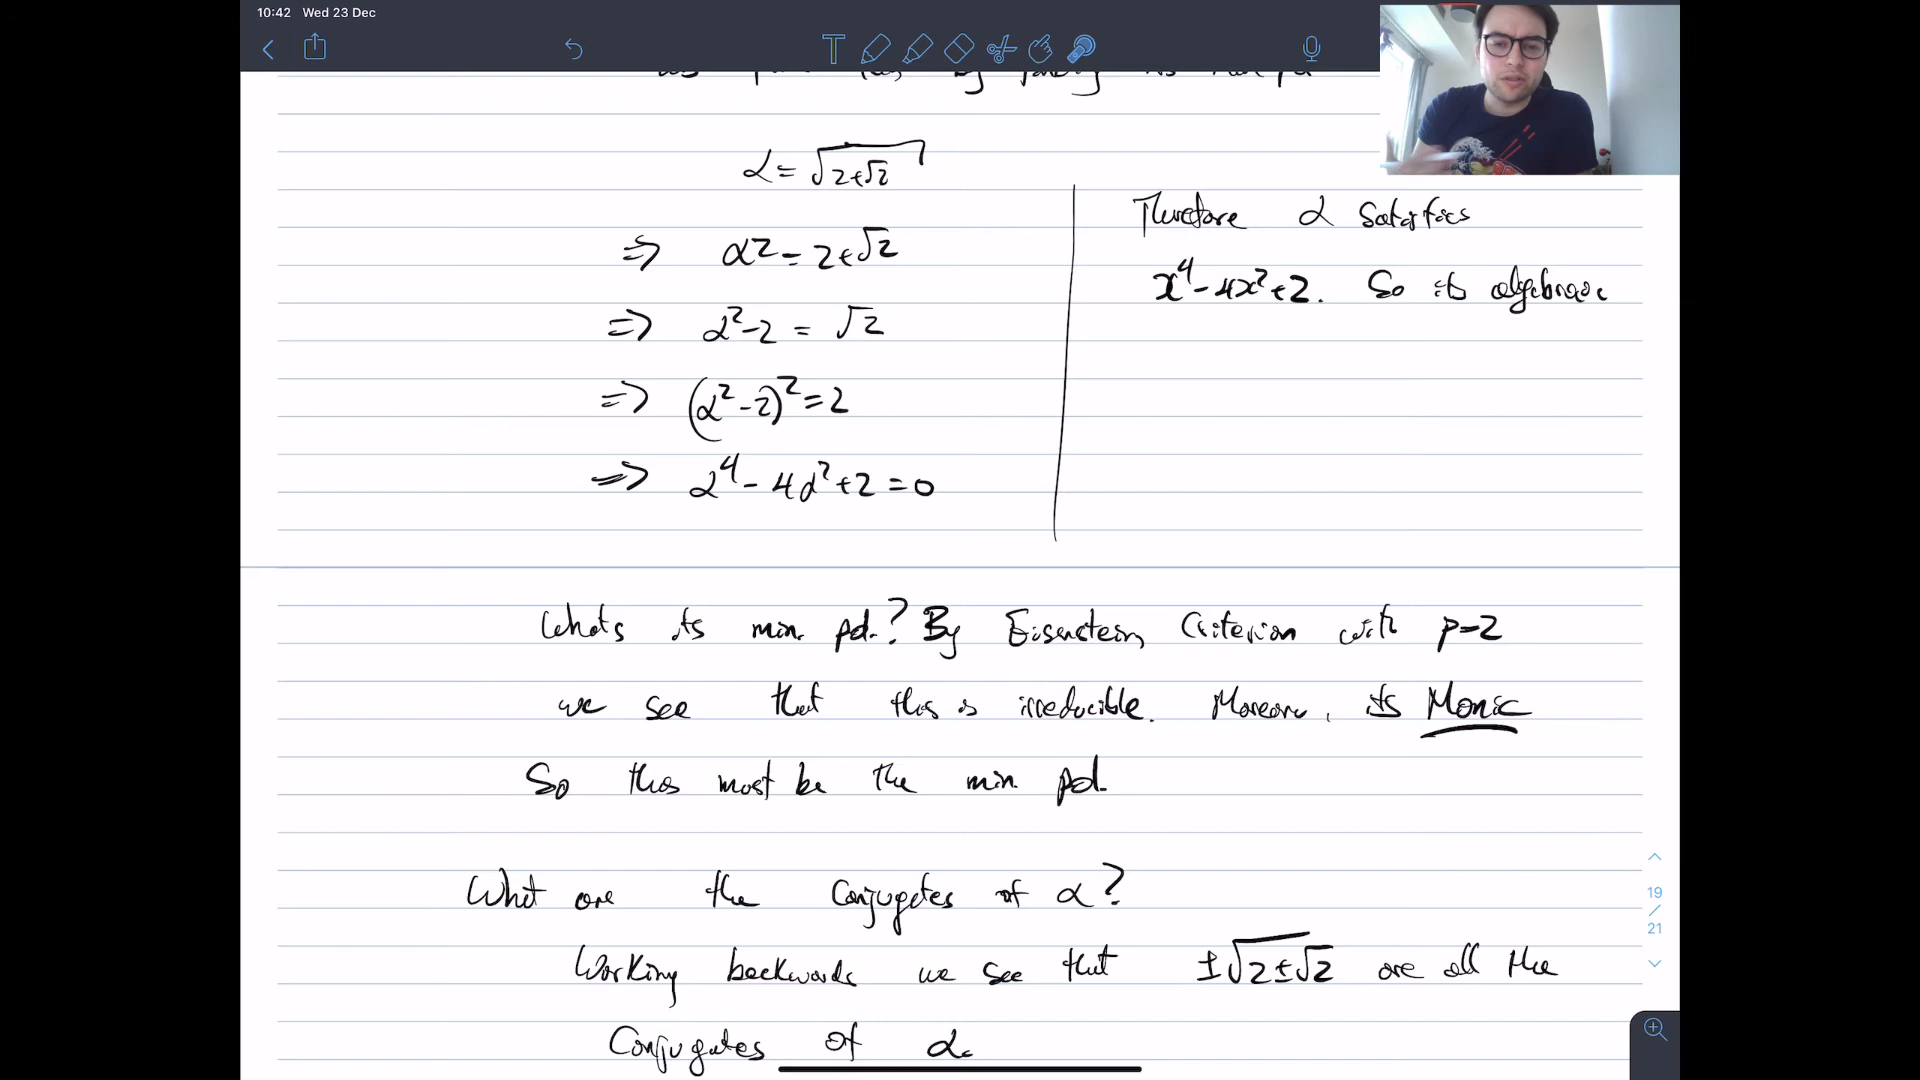 10:42 Wed 23 Dec
α = √(2+√2)
⇒ α² = 2+√2
⇒ α²-2 = √2
⇒ (α²-2)² = 2
⇒ α⁴ - 4α² + 2 = 0
Therefore α satisfies
x⁴ - 4x² + 2. So its algebraic
Whats its min. pol.? By Eisenstein Criterion with p=2
we see that this is irreducible. Moreover, its Monic
So this must be the min. pol.
What are the Conjugates of α?
Working backwards we see that ±√(2±√2) are all the
Conjugates of α.
19
/
21